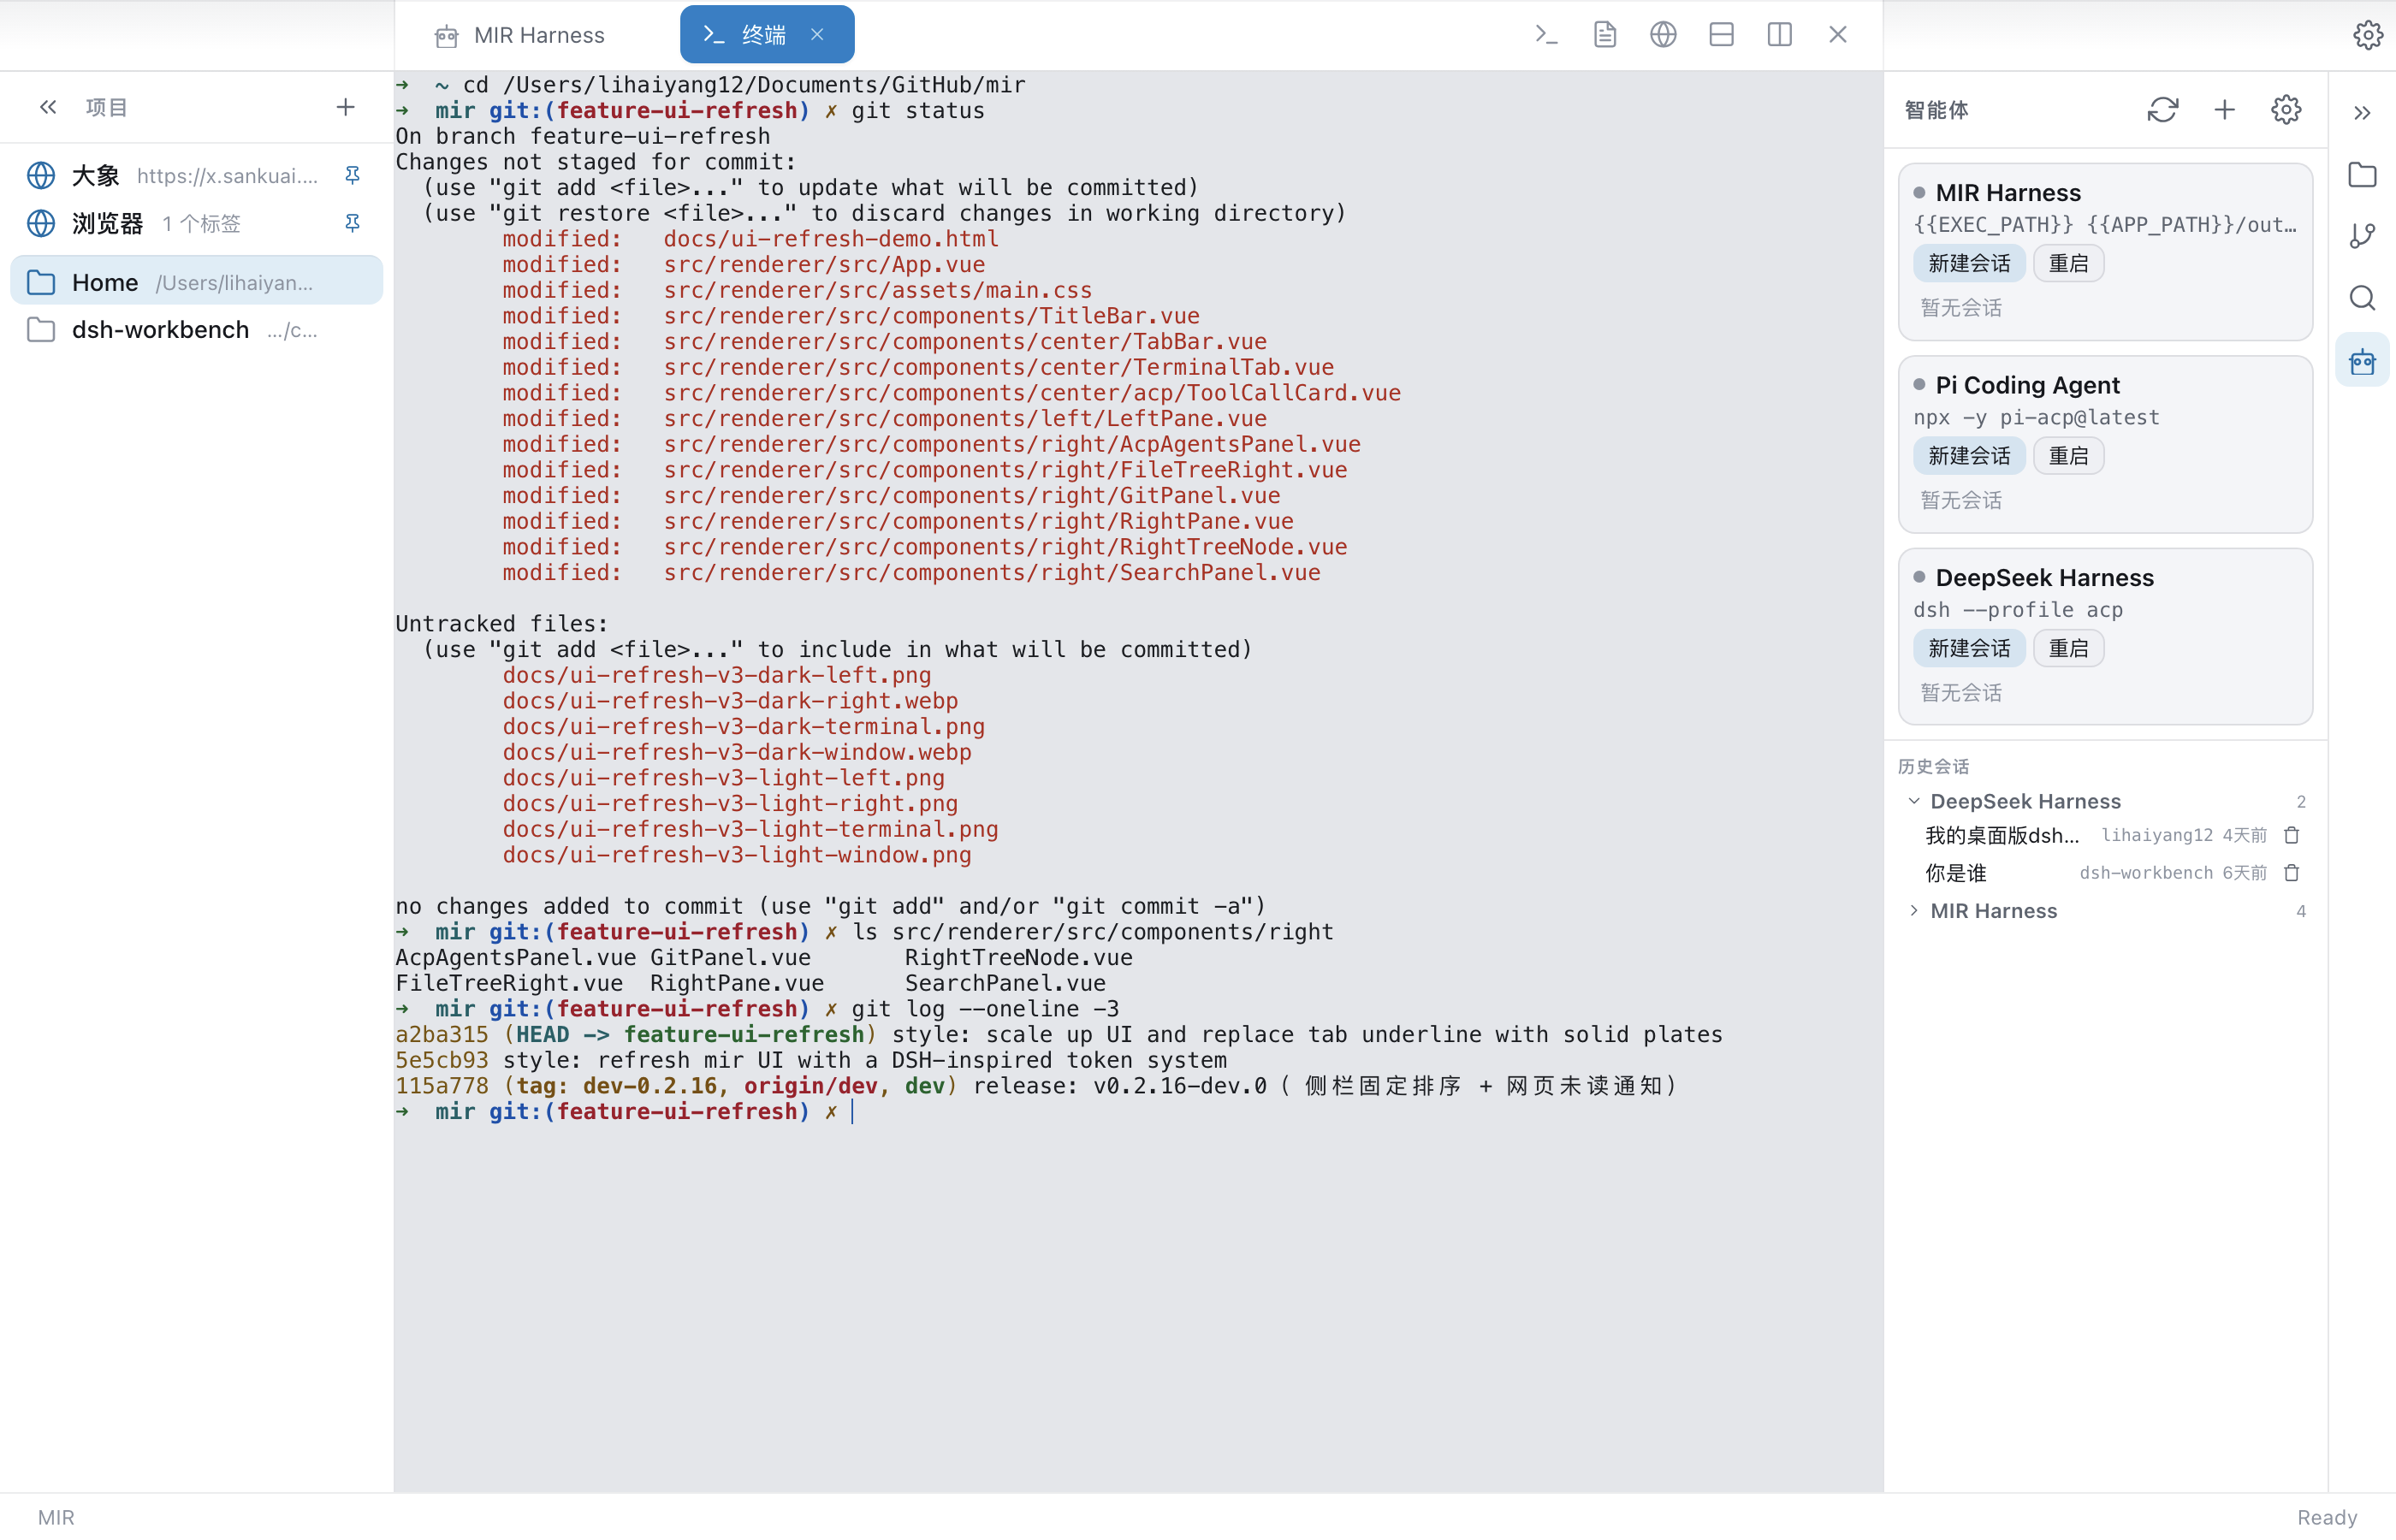 MIR Harness
终端
项目
大象 https://x.sankuai....
浏览器 1 个标签
Home /Users/lihaiyan...
dsh-workbench .../c...
➜ ~ cd /Users/lihaiyang12/Documents/GitHub/mir
➜ mir git:(feature-ui-refresh) ✗ git status
On branch feature-ui-refresh
Changes not staged for commit:
  (use "git add <file>..." to update what will be committed)
  (use "git restore <file>..." to discard changes in working directory)
        modified:   docs/ui-refresh-demo.html
        modified:   src/renderer/src/App.vue
        modified:   src/renderer/src/assets/main.css
        modified:   src/renderer/src/components/TitleBar.vue
        modified:   src/renderer/src/components/center/TabBar.vue
        modified:   src/renderer/src/components/center/TerminalTab.vue
        modified:   src/renderer/src/components/center/acp/ToolCallCard.vue
        modified:   src/renderer/src/components/left/LeftPane.vue
        modified:   src/renderer/src/components/right/AcpAgentsPanel.vue
        modified:   src/renderer/src/components/right/FileTreeRight.vue
        modified:   src/renderer/src/components/right/GitPanel.vue
        modified:   src/renderer/src/components/right/RightPane.vue
        modified:   src/renderer/src/components/right/RightTreeNode.vue
        modified:   src/renderer/src/components/right/SearchPanel.vue
Untracked files:
  (use "git add <file>..." to include in what will be committed)
        docs/ui-refresh-v3-dark-left.png
        docs/ui-refresh-v3-dark-right.webp
        docs/ui-refresh-v3-dark-terminal.png
        docs/ui-refresh-v3-dark-window.webp
        docs/ui-refresh-v3-light-left.png
        docs/ui-refresh-v3-light-right.png
        docs/ui-refresh-v3-light-terminal.png
        docs/ui-refresh-v3-light-window.png
no changes added to commit (use "git add" and/or "git commit -a")
➜ mir git:(feature-ui-refresh) ✗ ls src/renderer/src/components/right
AcpAgentsPanel.vue GitPanel.vue       RightTreeNode.vue
FileTreeRight.vue  RightPane.vue      SearchPanel.vue
➜ mir git:(feature-ui-refresh) ✗ git log --oneline -3
a2ba315 (HEAD -> feature-ui-refresh) style: scale up UI and replace tab underline with solid plates
5e5cb93 style: refresh mir UI with a DSH-inspired token system
115a778 (tag: dev-0.2.16, origin/dev, dev) release: v0.2.16-dev.0 (侧栏固定排序 + 网页未读通知)
➜ mir git:(feature-ui-refresh) ✗
智能体
MIR Harness
{{EXEC_PATH}} {{APP_PATH}}/out...
新建会话 重启
暂无会话
Pi Coding Agent
npx -y pi-acp@latest
新建会话 重启
暂无会话
DeepSeek Harness
dsh --profile acp
新建会话 重启
暂无会话
历史会话
DeepSeek Harness 2
我的桌面版dsh... lihaiyang12 4天前
你是谁 dsh-workbench 6天前
MIR Harness 4
MIR
Ready